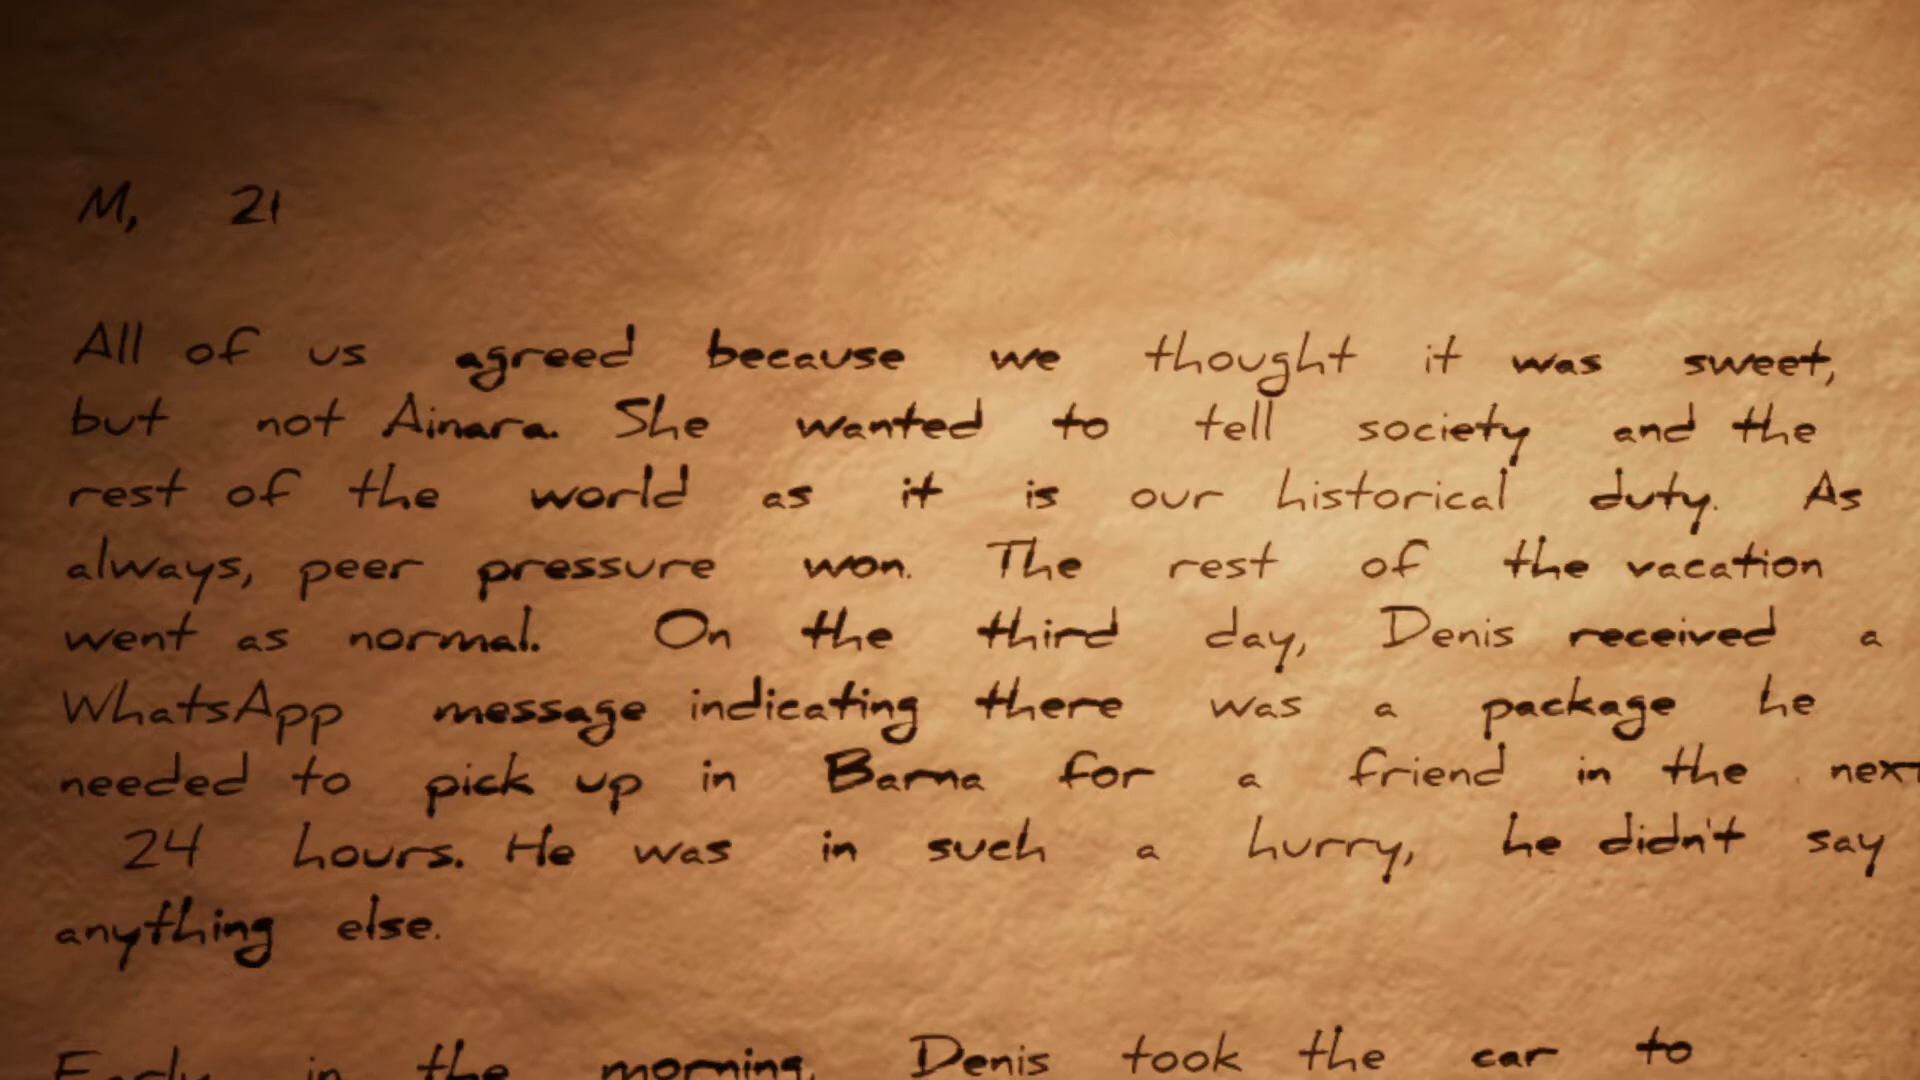 M, 21
All of us agreed because we thought it was sweet,
but not Ainara. She wanted to tell society and the
rest of the world as it is our historical duty. As
always, peer pressure won. The rest of the vacation
went as normal. On the third day, Denis received a
WhatsApp message indicating there was a package he
needed to pick up in Barna for a friend in the next
24 hours. He was in such a hurry, he didn't say
anything else.
Early in the morning, Denis took the car to